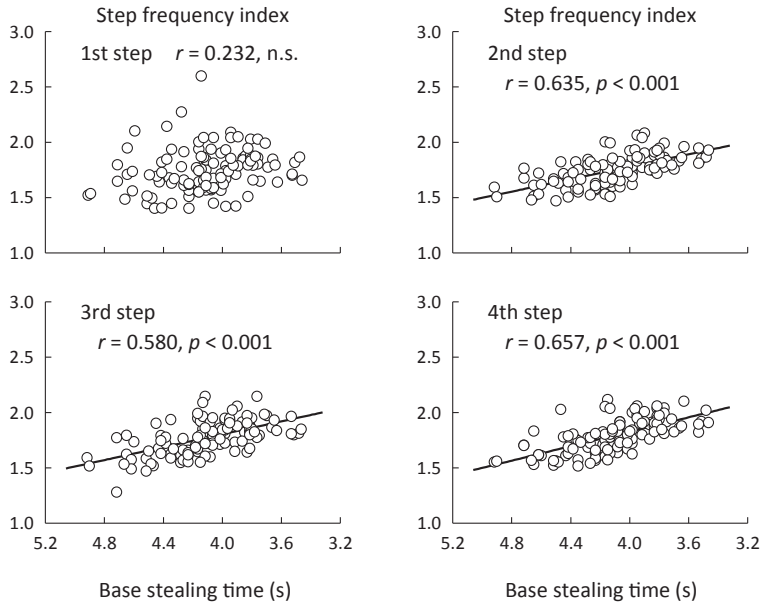 Step frequency index
Step frequency index
3.0
1st step r = 0.232, n.s.
2.5
2.0
1.5
1.0
3.0
2nd step
r = 0.635, p < 0.001
2.5
2.0
1.5
1.0
3.0
3rd step
r = 0.580, p < 0.001
2.5
2.0
1.5
1.0
5.2 4.8 4.4 4.0 3.6 3.2
Base stealing time (s)
3.0
4th step
r = 0.657, p < 0.001
2.5
2.0
1.5
1.0
5.2 4.8 4.4 4.0 3.6 3.2
Base stealing time (s)